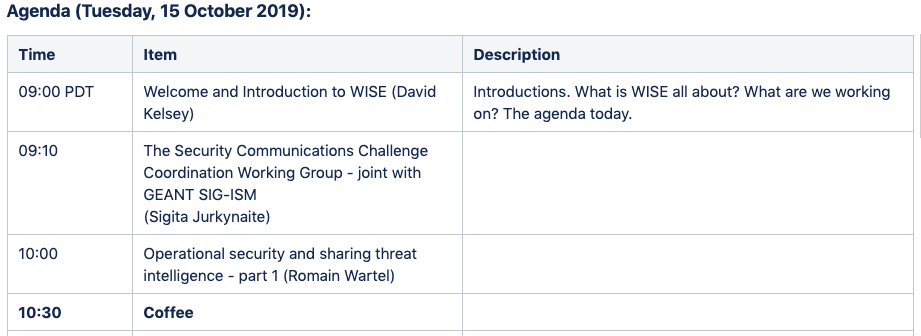 Agenda (Tuesday, 15 October 2019):
Time Item Description
09:00 PDT Welcome and Introduction to WISE (David Introductions. What is WISE all about? What are we working
Kelsey) on? The agenda today.
09:10 The Security Communications Challenge
Coordination Working Group - joint with
GEANT SIG-ISM
(Sigita Jurkynaite)
10:00 Operational security and sharing threat
intelligence - part 1 (Romain Wartel)
10:30 Coffee